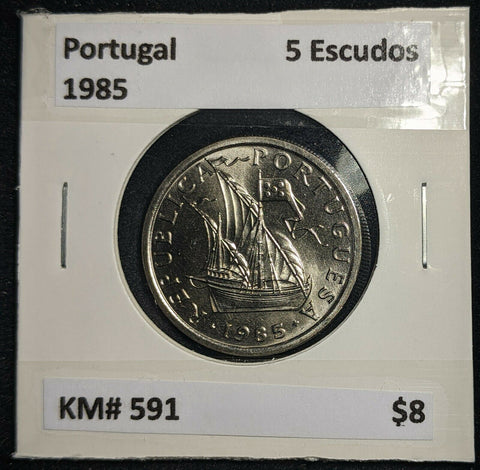 Portugal 5 Escudos
1985
REPUBLICA PORTUGUESA
· 1985 ·
KM# 591 $8